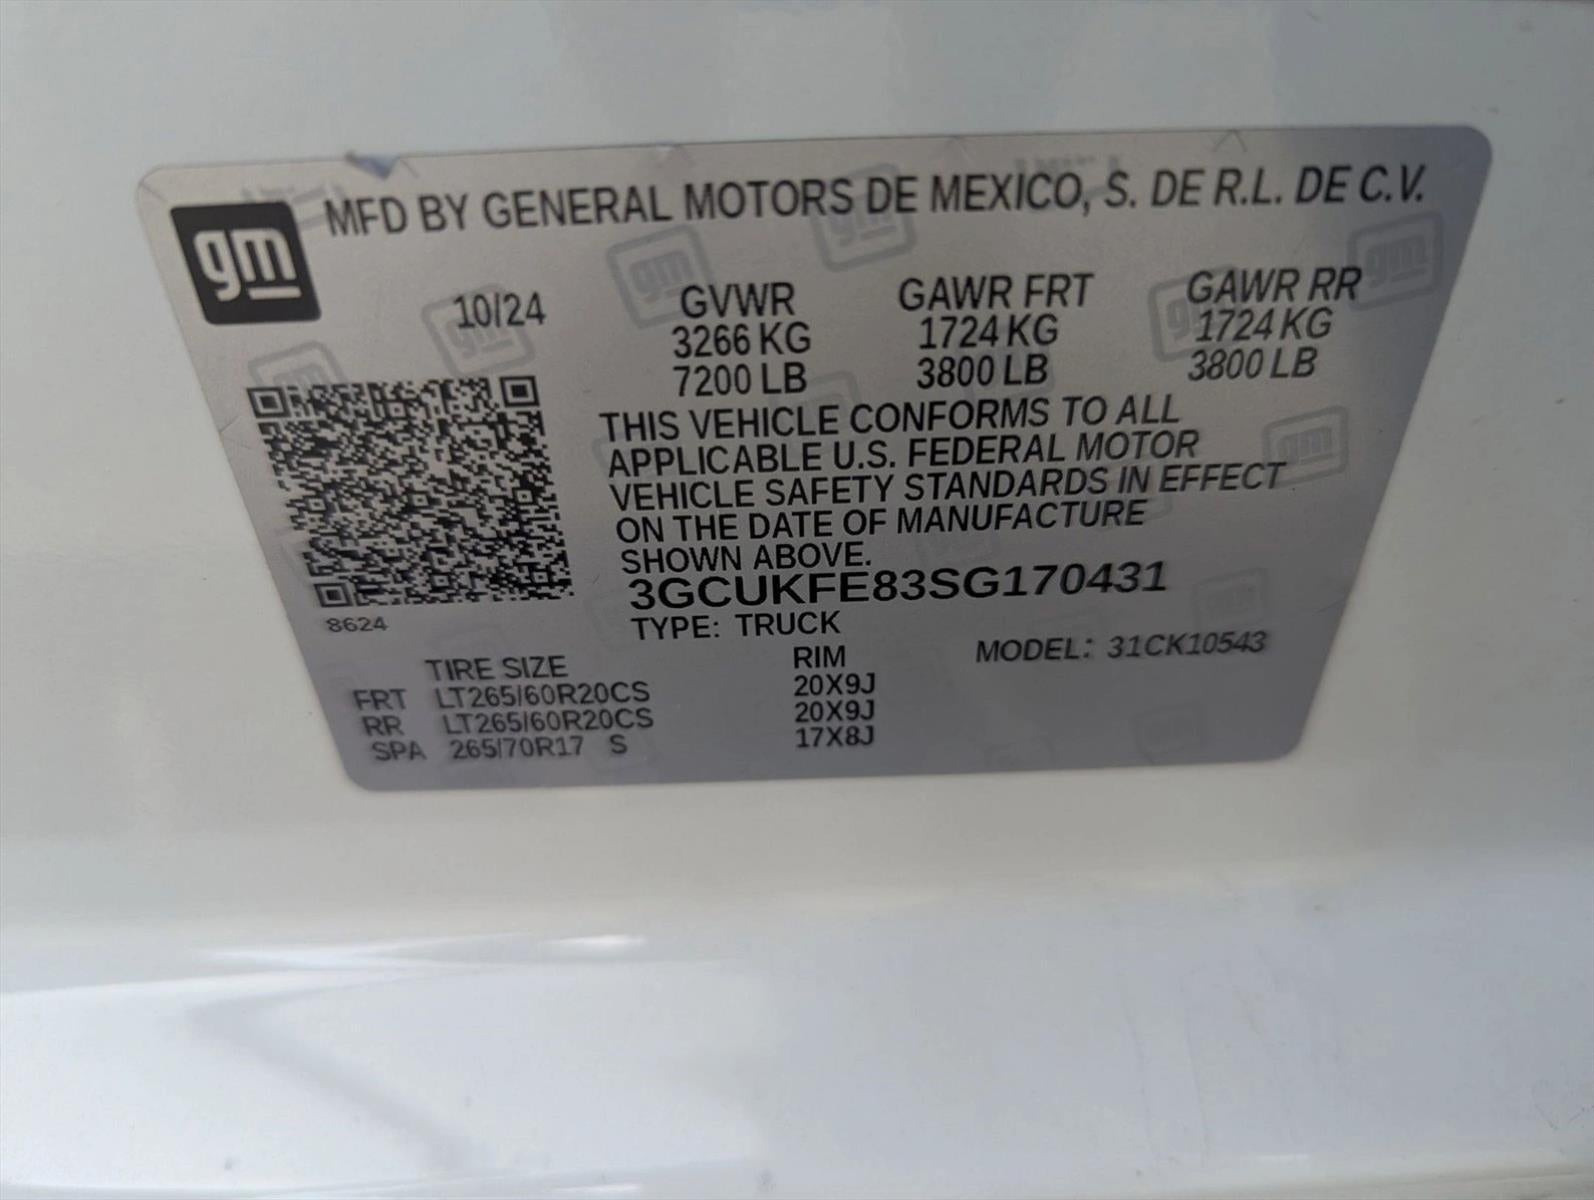 gm
MFD BY GENERAL MOTORS DE MEXICO, S. DE R.L. DE C.V.
10/24 GVWR GAWR FRT GAWR RR
3266 KG 1724 KG 1724 KG
7200 LB 3800 LB 3800 LB
THIS VEHICLE CONFORMS TO ALL
APPLICABLE U.S. FEDERAL MOTOR
VEHICLE SAFETY STANDARDS IN EFFECT
ON THE DATE OF MANUFACTURE
SHOWN ABOVE.
3GCUKFE83SG170431
8624
TYPE: TRUCK
MODEL: 31CK10543
TIRE SIZE RIM
FRT LT265/60R20CS 20X9J
RR LT265/60R20CS 20X9J
SPA 265/70R17 S 17X8J